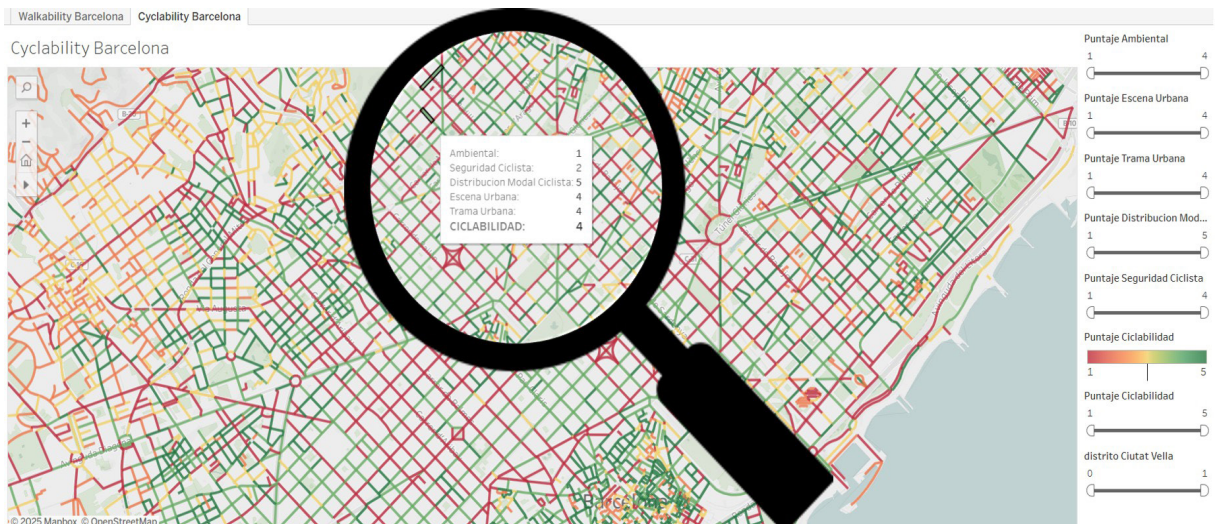 Walkability Barcelona
Cyclability Barcelona
Cyclability Barcelona
Ambiental: 1
Seguridad Ciclista: 2
Distribucion Modal Ciclista: 5
Escena Urbana: 4
Trama Urbana: 4
CICLABILIDAD: 4
Barcelona
© 2025 Mapbox © OpenStreetMap
Puntaje Ambiental
1 4
Puntaje Escena Urbana
1 4
Puntaje Trama Urbana
1 4
Puntaje Distribucion Mod...
1 5
Puntaje Seguridad Ciclista
1 4
Puntaje Ciclabilidad
1 5
Puntaje Ciclabilidad
1 5
distrito Ciutat Vella
0 1